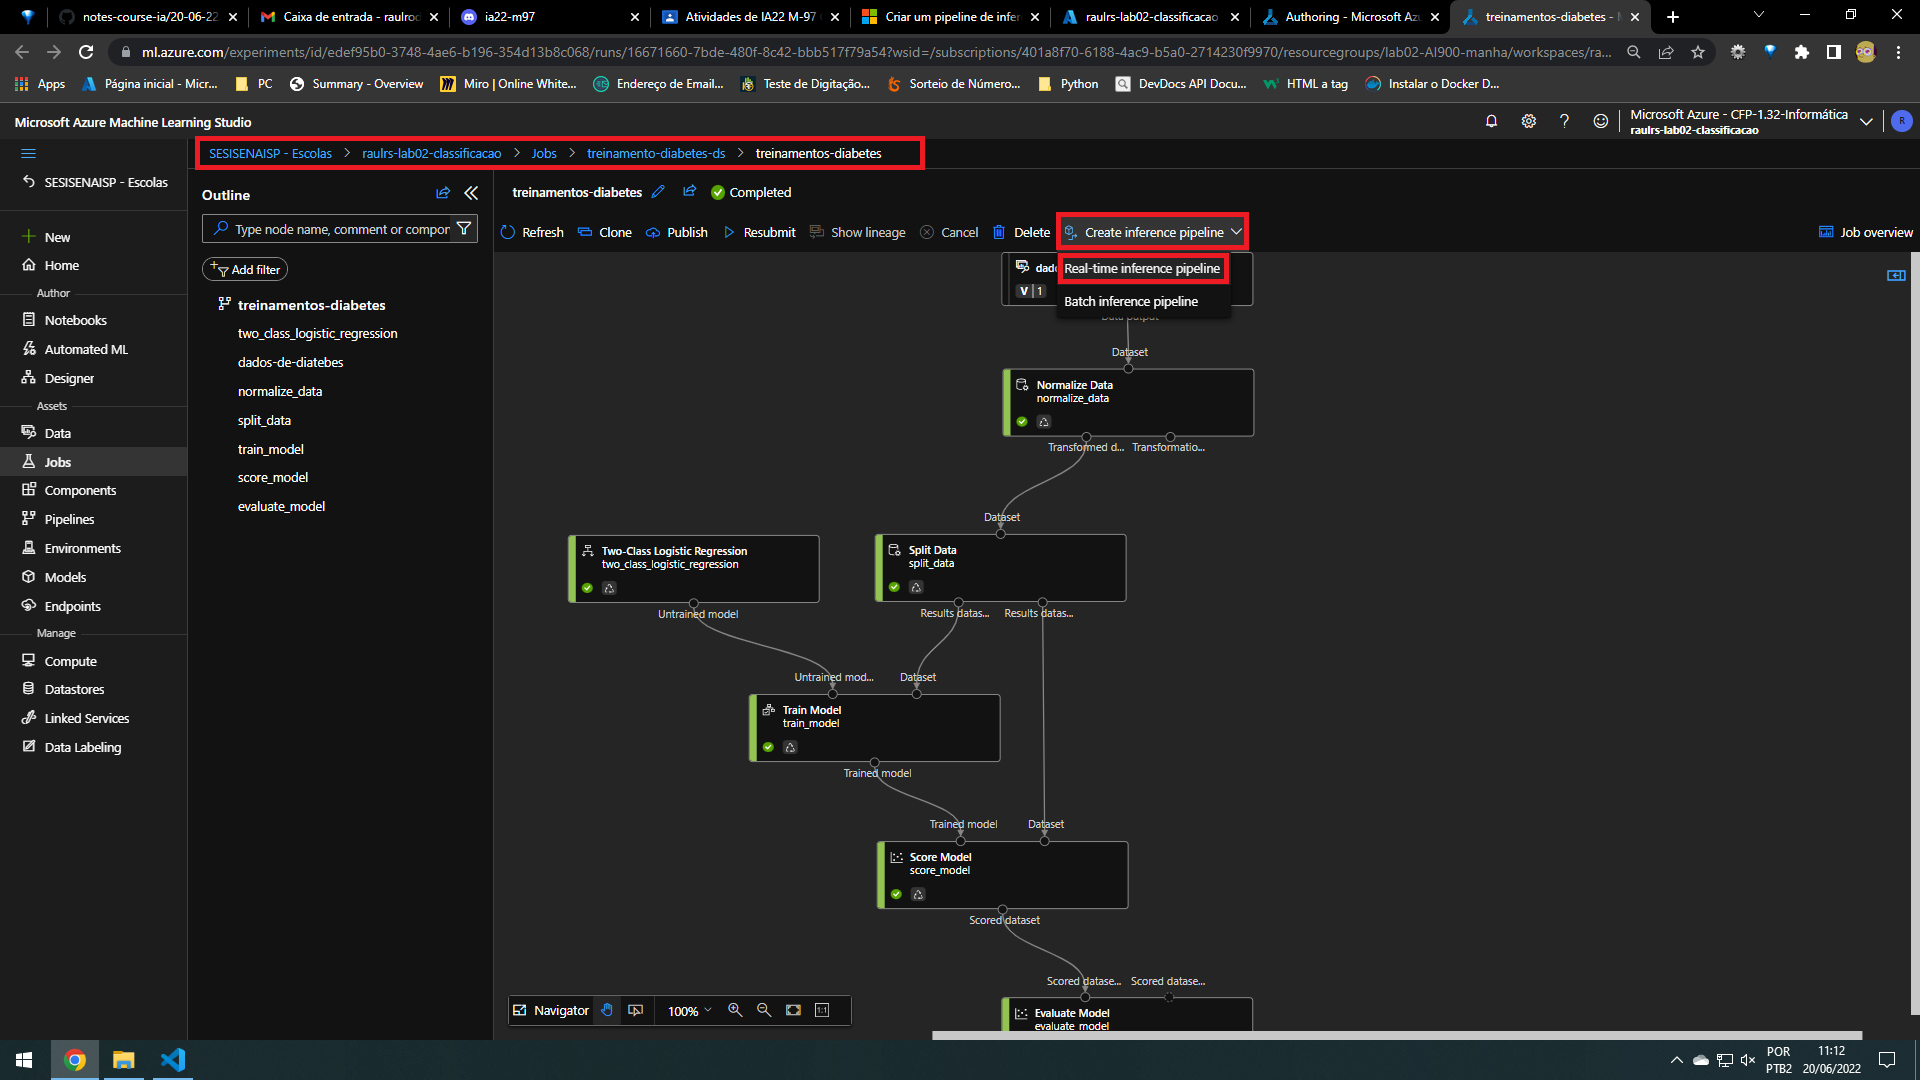 notes-course-ia/20-06-22
Caixa de entrada - raulrod
ia22-m97
Atividades de IA22 M-97
Criar um pipeline de infer
raulrs-lab02-classificacao
Authoring - Microsoft Az
treinamentos-diabetes - M
ml.azure.com/experiments/id/edef95b0-3748-4ae6-b196-354d13b8c068/runs/16671660-7bde-480f-8c42-bbb517f79a54?wsid=/subscriptions/401a8f70-6188-4ac9-b5a0-2714230f9970/resourcegroups/lab02-AI900-manha/workspaces/ra...
Apps
Página inicial - Micr...
PC
Summary - Overview
Miro | Online White...
Endereço de Email...
Teste de Digitação...
Sorteio de Número...
Python
DevDocs API Docu...
HTML a tag
Instalar o Docker D...
Microsoft Azure Machine Learning Studio
Microsoft Azure - CFP-1.32-Informática
raulrs-lab02-classificacao
R
SESISENAISP - Escolas > raulrs-lab02-classificacao > Jobs > treinamento-diabetes-ds > treinamentos-diabetes
SESISENAISP - Escolas
New
Home
Author
Notebooks
Automated ML
Designer
Assets
Data
Jobs
Components
Pipelines
Environments
Models
Endpoints
Manage
Compute
Datastores
Linked Services
Data Labeling
Outline
Type node name, comment or compor
Add filter
treinamentos-diabetes
two_class_logistic_regression
dados-de-diatebes
normalize_data
split_data
train_model
score_model
evaluate_model
treinamentos-diabetes
Completed
Refresh
Clone
Publish
Resubmit
Show lineage
Cancel
Delete
Create inference pipeline
Job overview
Real-time inference pipeline
Batch inference pipeline
dado
V | 1
Data output
Dataset
Normalize Data
normalize_data
Transformed d...
Transformatio...
Dataset
Two-Class Logistic Regression
two_class_logistic_regression
Untrained model
Split Data
split_data
Results datas...
Results datas...
Untrained mod...
Dataset
Train Model
train_model
Trained model
Trained model
Dataset
Score Model
score_model
Scored dataset
Scored datase...
Scored datase...
Evaluate Model
evaluate_model
Navigator
100%
1:1
POR
PTB2
11:12
20/06/2022